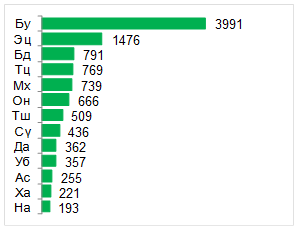 Бу 3991
Эц 1476
Бд 791
Тц 769
Мх 739
Он 666
Тш 509
Сү 436
Да 362
Уб 357
Ас 255
Ха 221
На 193